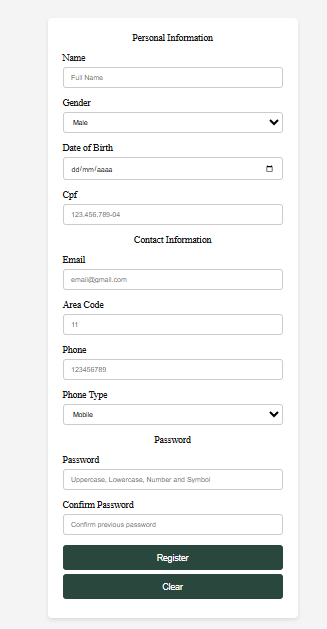 Personal Information
Name
Full Name
Gender
Male
Date of Birth
dd/mm/aaaa
Cpf
123.456.789-04
Contact Information
Email
email@gmail.com
Area Code
11
Phone
123456789
Phone Type
Mobile
Password
Password
Uppercase, Lowercase, Number and Symbol
Confirm Password
Confirm previous password
Register
Clear